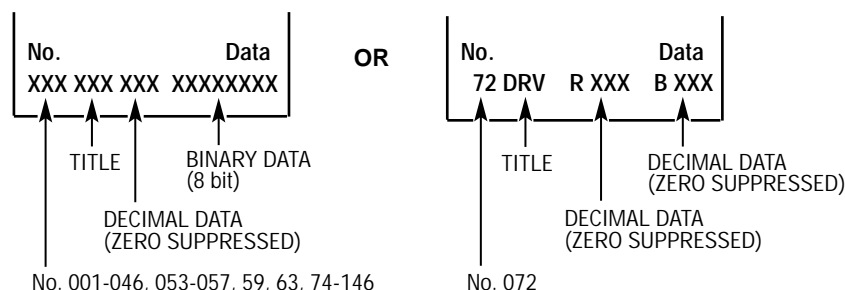 No. Data
XXX XXX XXX XXXXXXXX
TITLE
BINARY DATA
(8 bit)
DECIMAL DATA
(ZERO SUPPRESSED)
No. 001-046, 053-057, 59, 63, 74-146
OR
No. Data
72 DRV R XXX B XXX
TITLE
DECIMAL DATA
(ZERO SUPPRESSED)
DECIMAL DATA
(ZERO SUPPRESSED)
No. 072